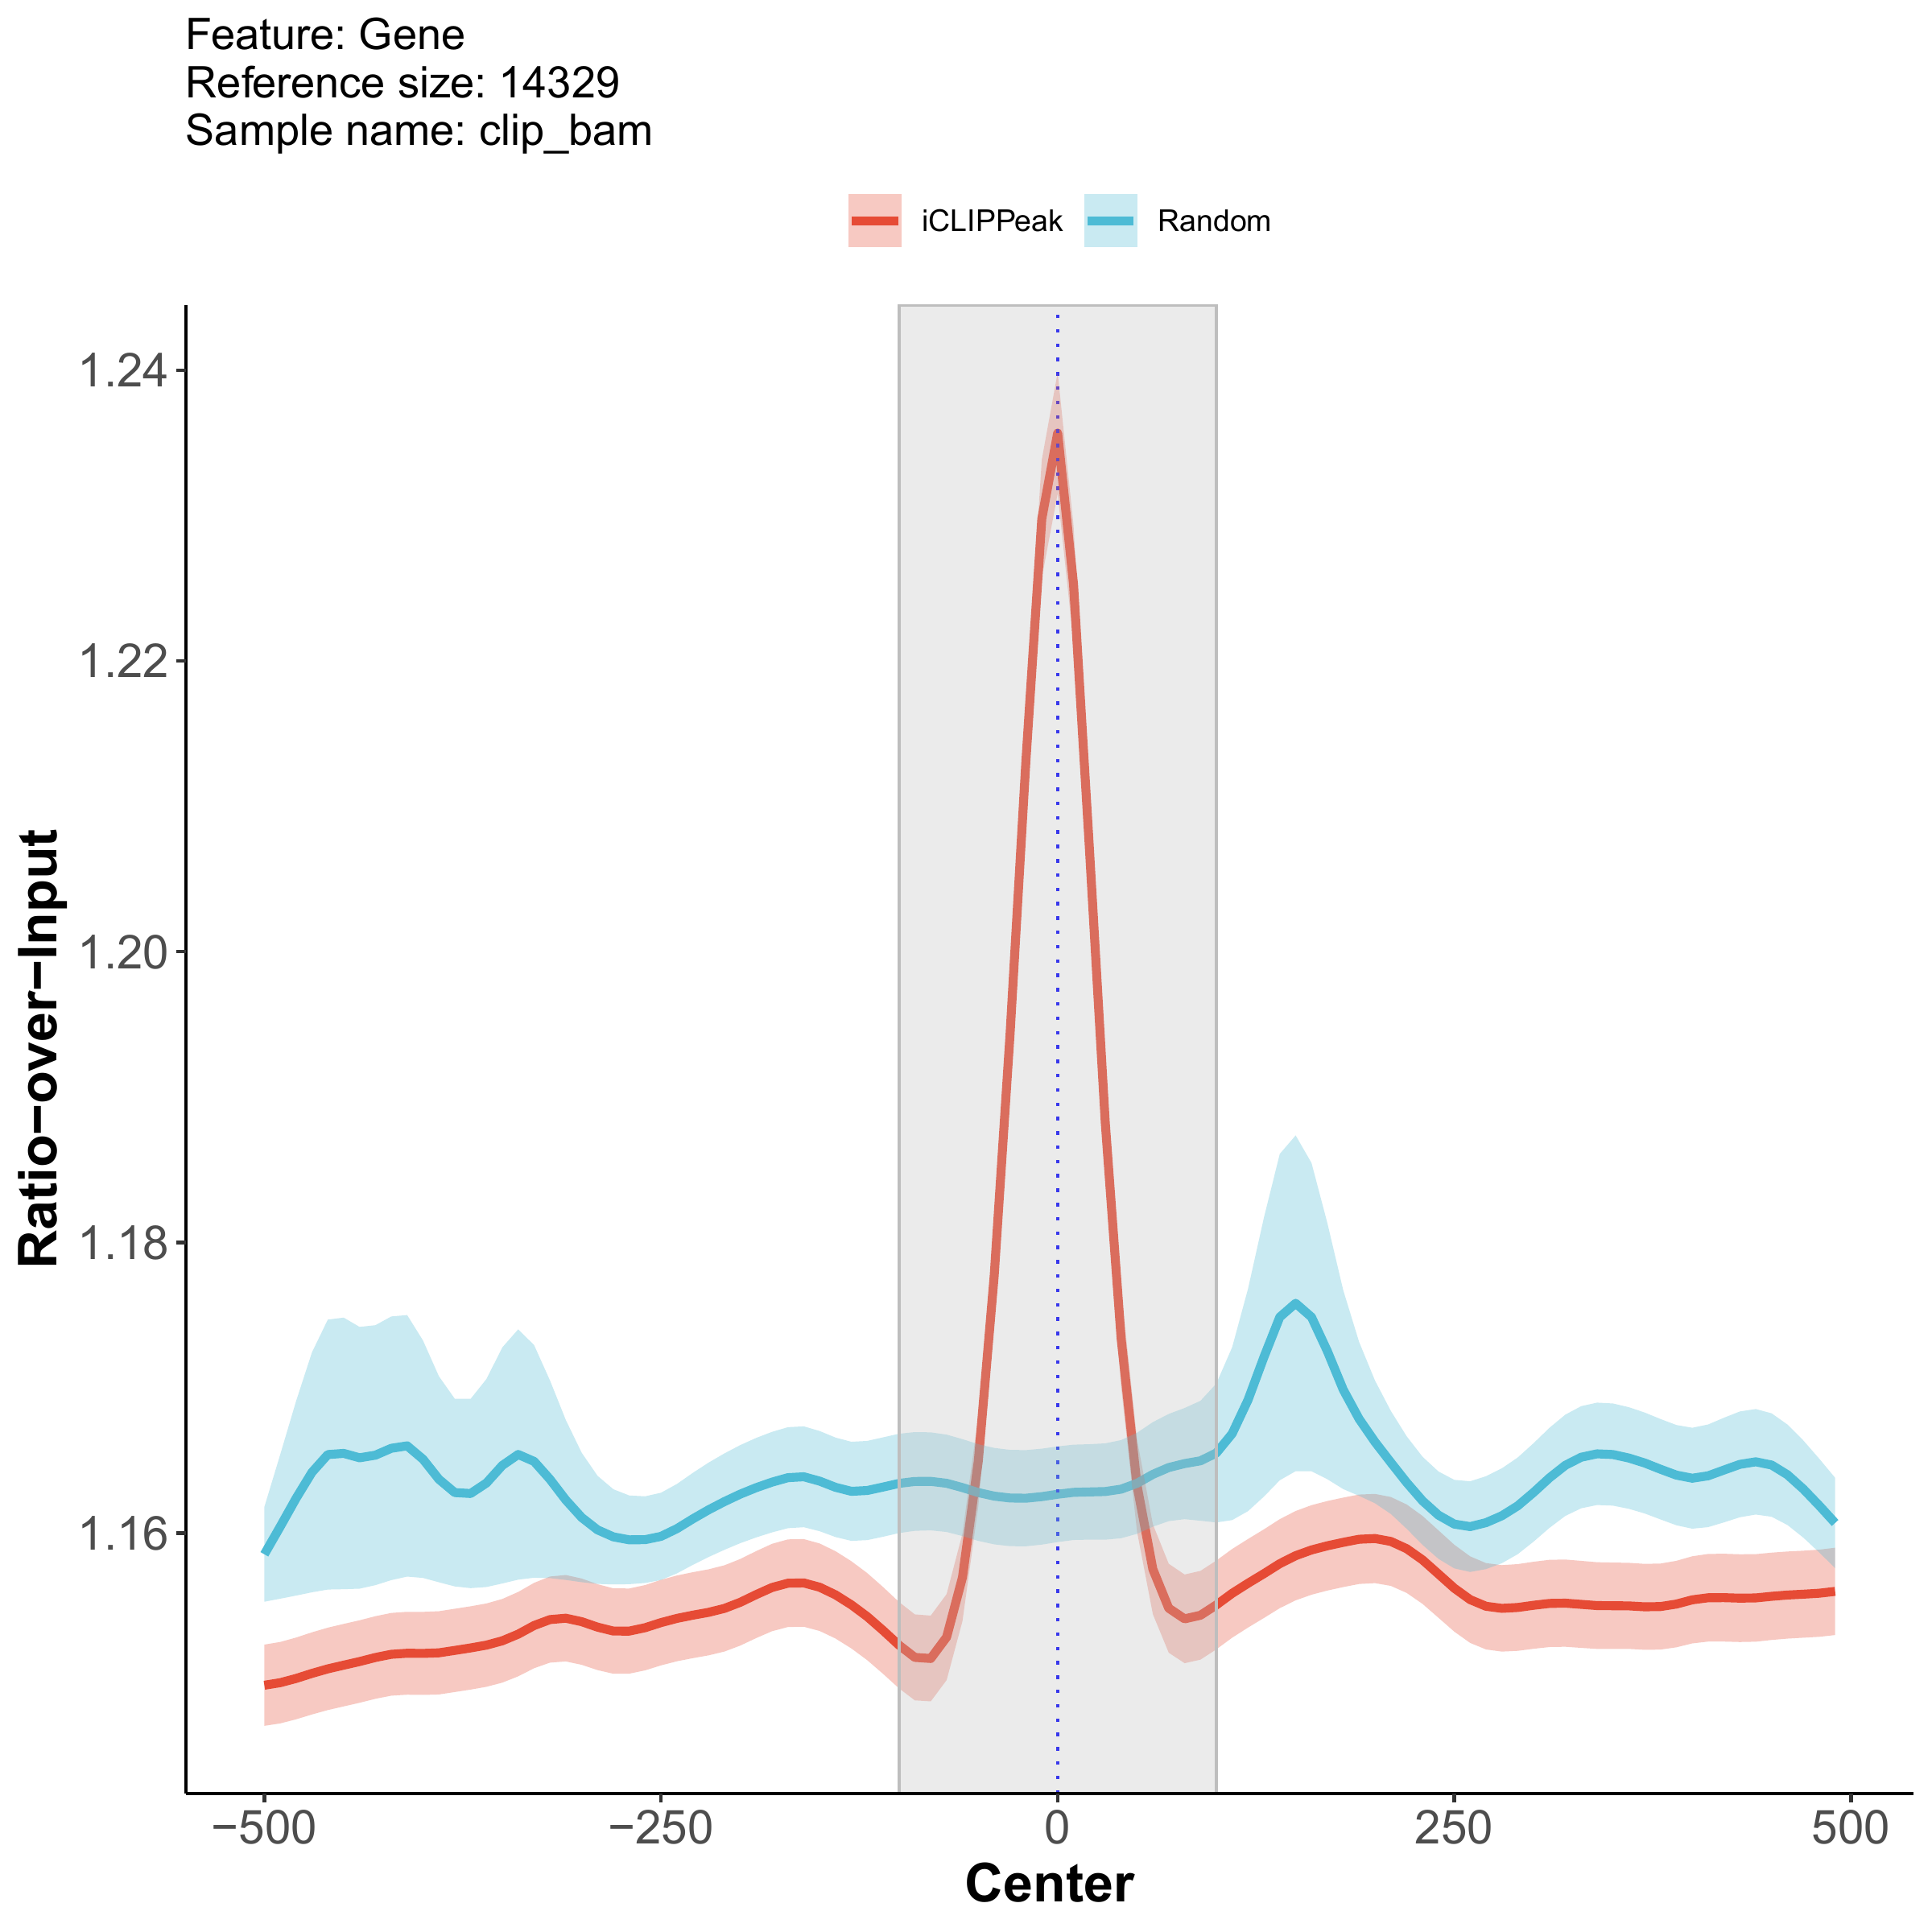 Feature: Gene
Reference size: 14329
Sample name: clip_bam
iCLIPPeak
Random
1.24
1.22
1.20
1.18
1.16
Ratio−over−Input
−500
−250
0
250
500
Center